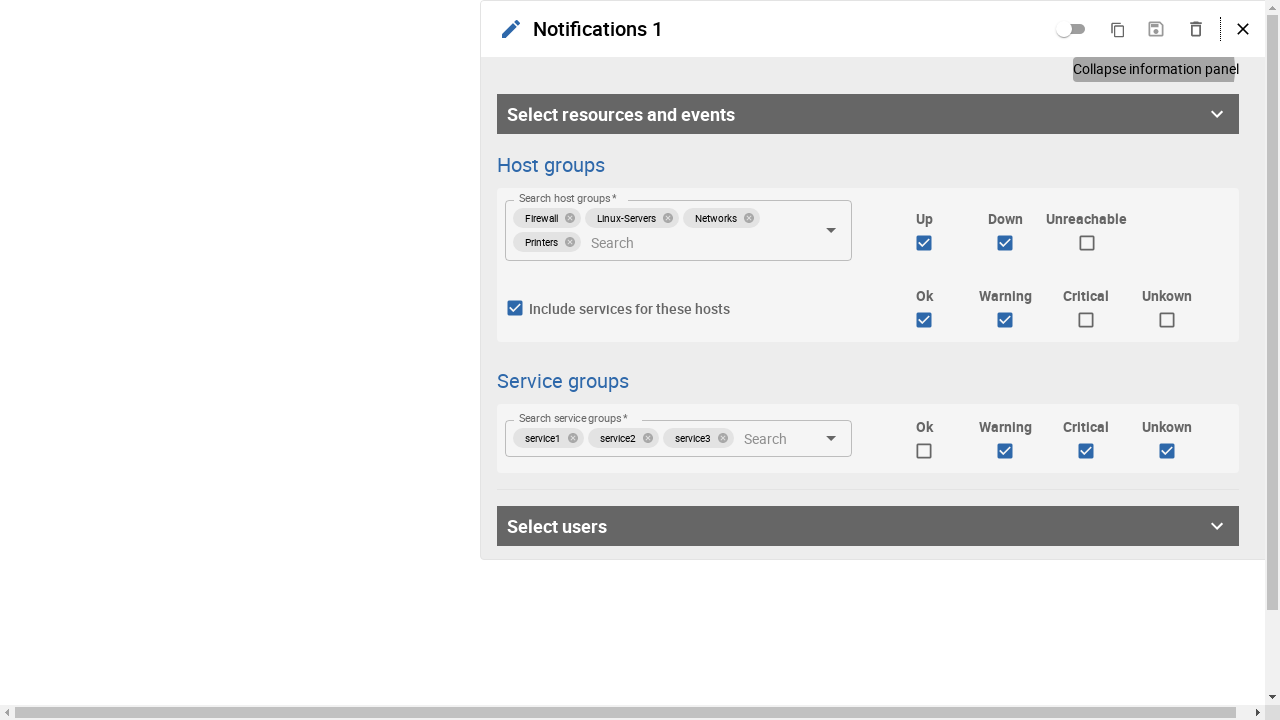 Notifications 1
Collapse information panel
Select resources and events
Host groups
Search host groups *
Firewall Linux-Servers Networks
Printers Search
Up Down Unreachable
Include services for these hosts
Ok Warning Critical Unkown
Service groups
Search service groups *
service1 service2 service3 Search
Ok Warning Critical Unkown
Select users